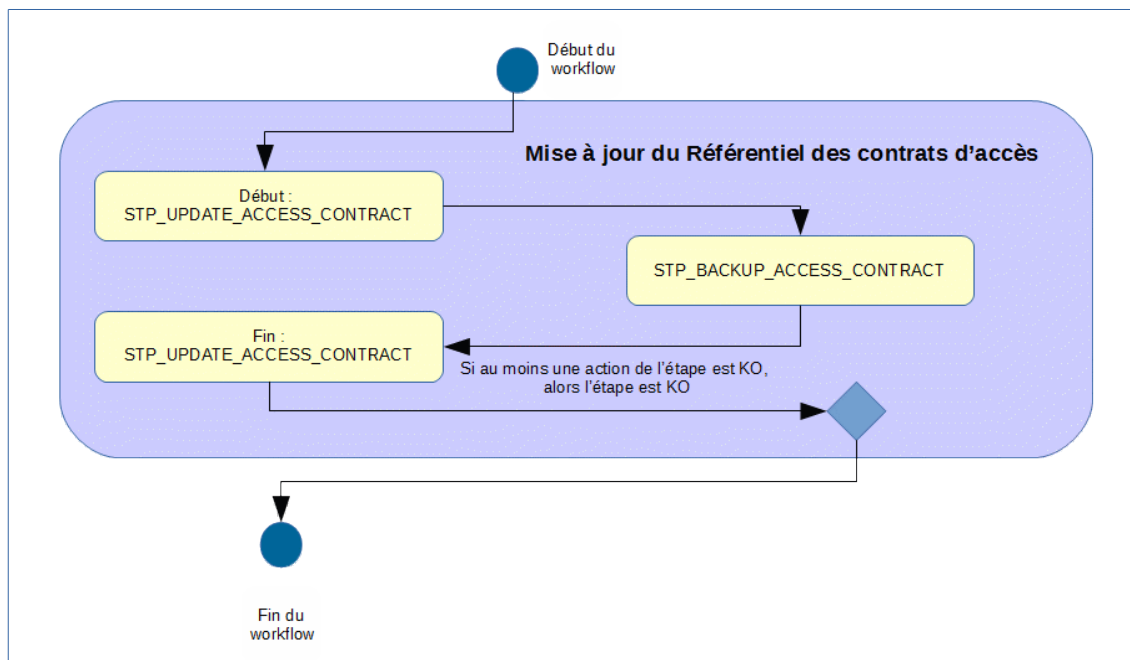 Début du
workflow
Mise à jour du Référentiel des contrats d’accès
Début :
STP_UPDATE_ACCESS_CONTRACT
STP_BACKUP_ACCESS_CONTRACT
Fin :
STP_UPDATE_ACCESS_CONTRACT
Si au moins une action de l’étape est KO,
alors l’étape est KO
Fin du
workflow